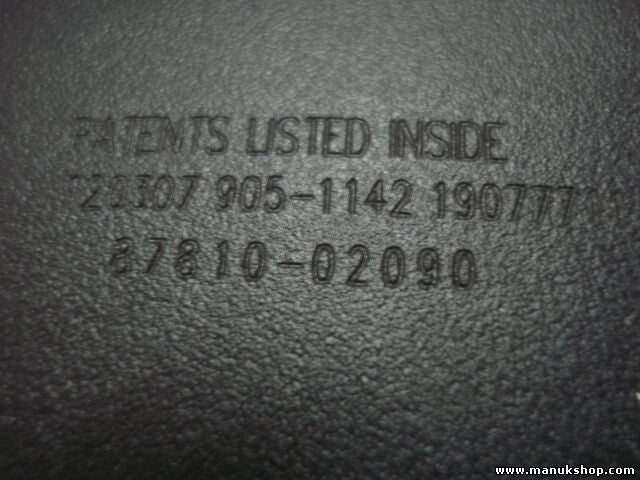 PATENTS LISTED INSIDE
905-1142
87810-02090
www.manukshop.com